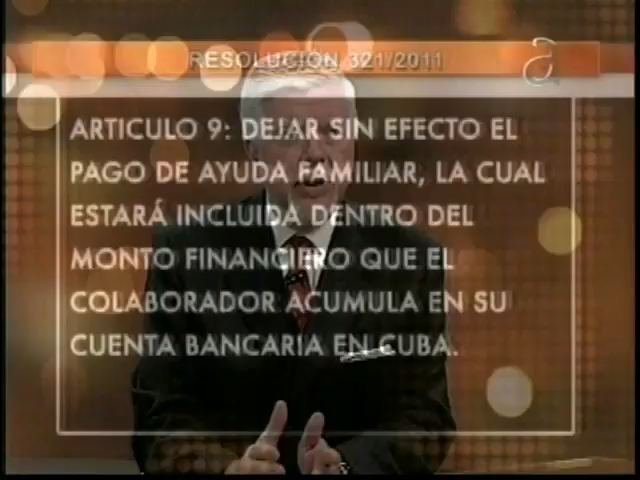 RESOLUCION 321/2011
a
ARTICULO 9: DEJAR SIN EFECTO EL
PAGO DE AYUDA FAMILIAR, LA CUAL
ESTARÁ INCLUIDA DENTRO DEL
MONTO FINANCIERO QUE EL
COLABORADOR ACUMULA EN SU
CUENTA BANCARIA EN CUBA.